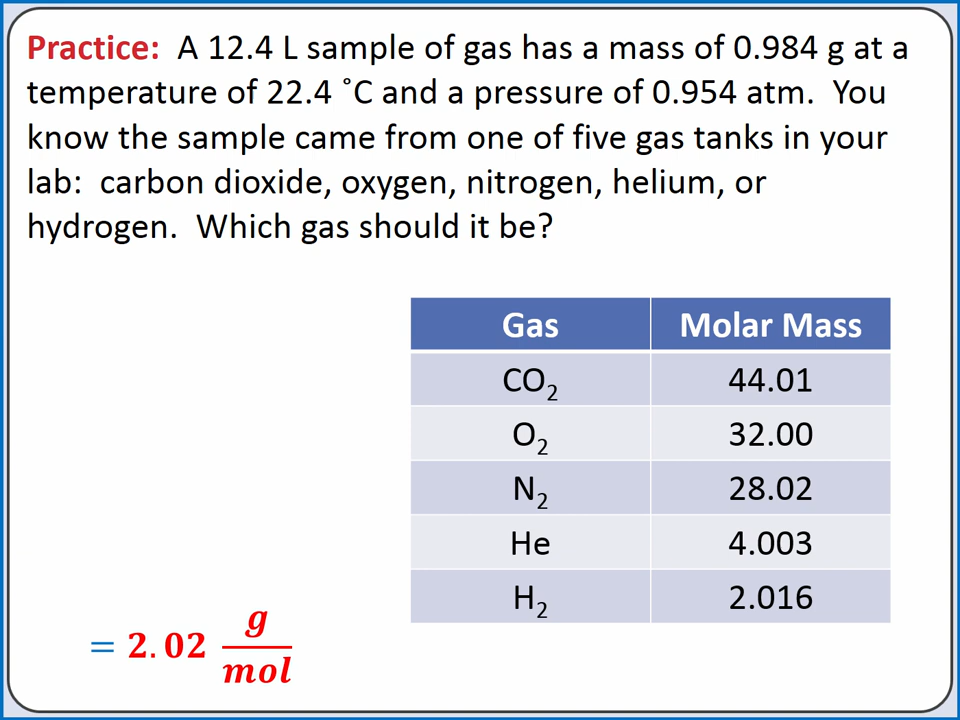 Practice: A 12.4 L sample of gas has a mass of 0.984 g at a
temperature of 22.4 ˚C and a pressure of 0.954 atm. You
know the sample came from one of five gas tanks in your
lab: carbon dioxide, oxygen, nitrogen, helium, or
hydrogen. Which gas should it be?
Gas Molar Mass
CO₂ 44.01
O₂ 32.00
N₂ 28.02
He 4.003
H₂ 2.016
= 2.02 g/mol